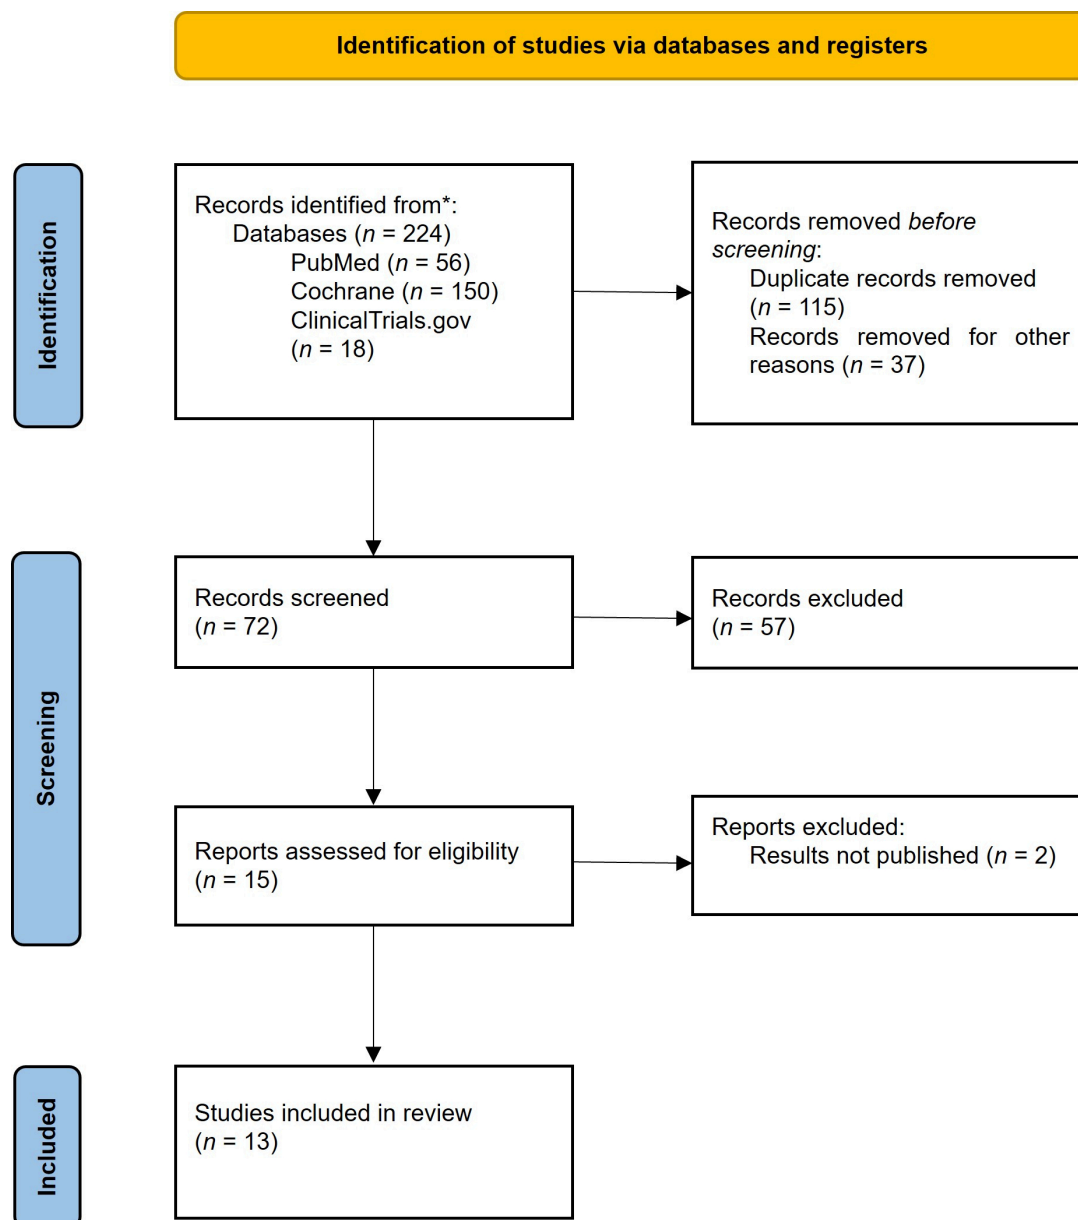 Identification of studies via databases and registers
Identification
Records identified from*:
Databases (n = 224)
PubMed (n = 56)
Cochrane (n = 150)
ClinicalTrials.gov
(n = 18)
Records removed before
screening:
Duplicate records removed
(n = 115)
Records removed for other
reasons (n = 37)
Screening
Records screened
(n = 72)
Records excluded
(n = 57)
Reports assessed for eligibility
(n = 15)
Reports excluded:
Results not published (n = 2)
Included
Studies included in review
(n = 13)